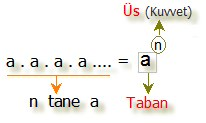 Üs (Kuvvet)
n
a . a . a . a .... = a
n tane a Taban